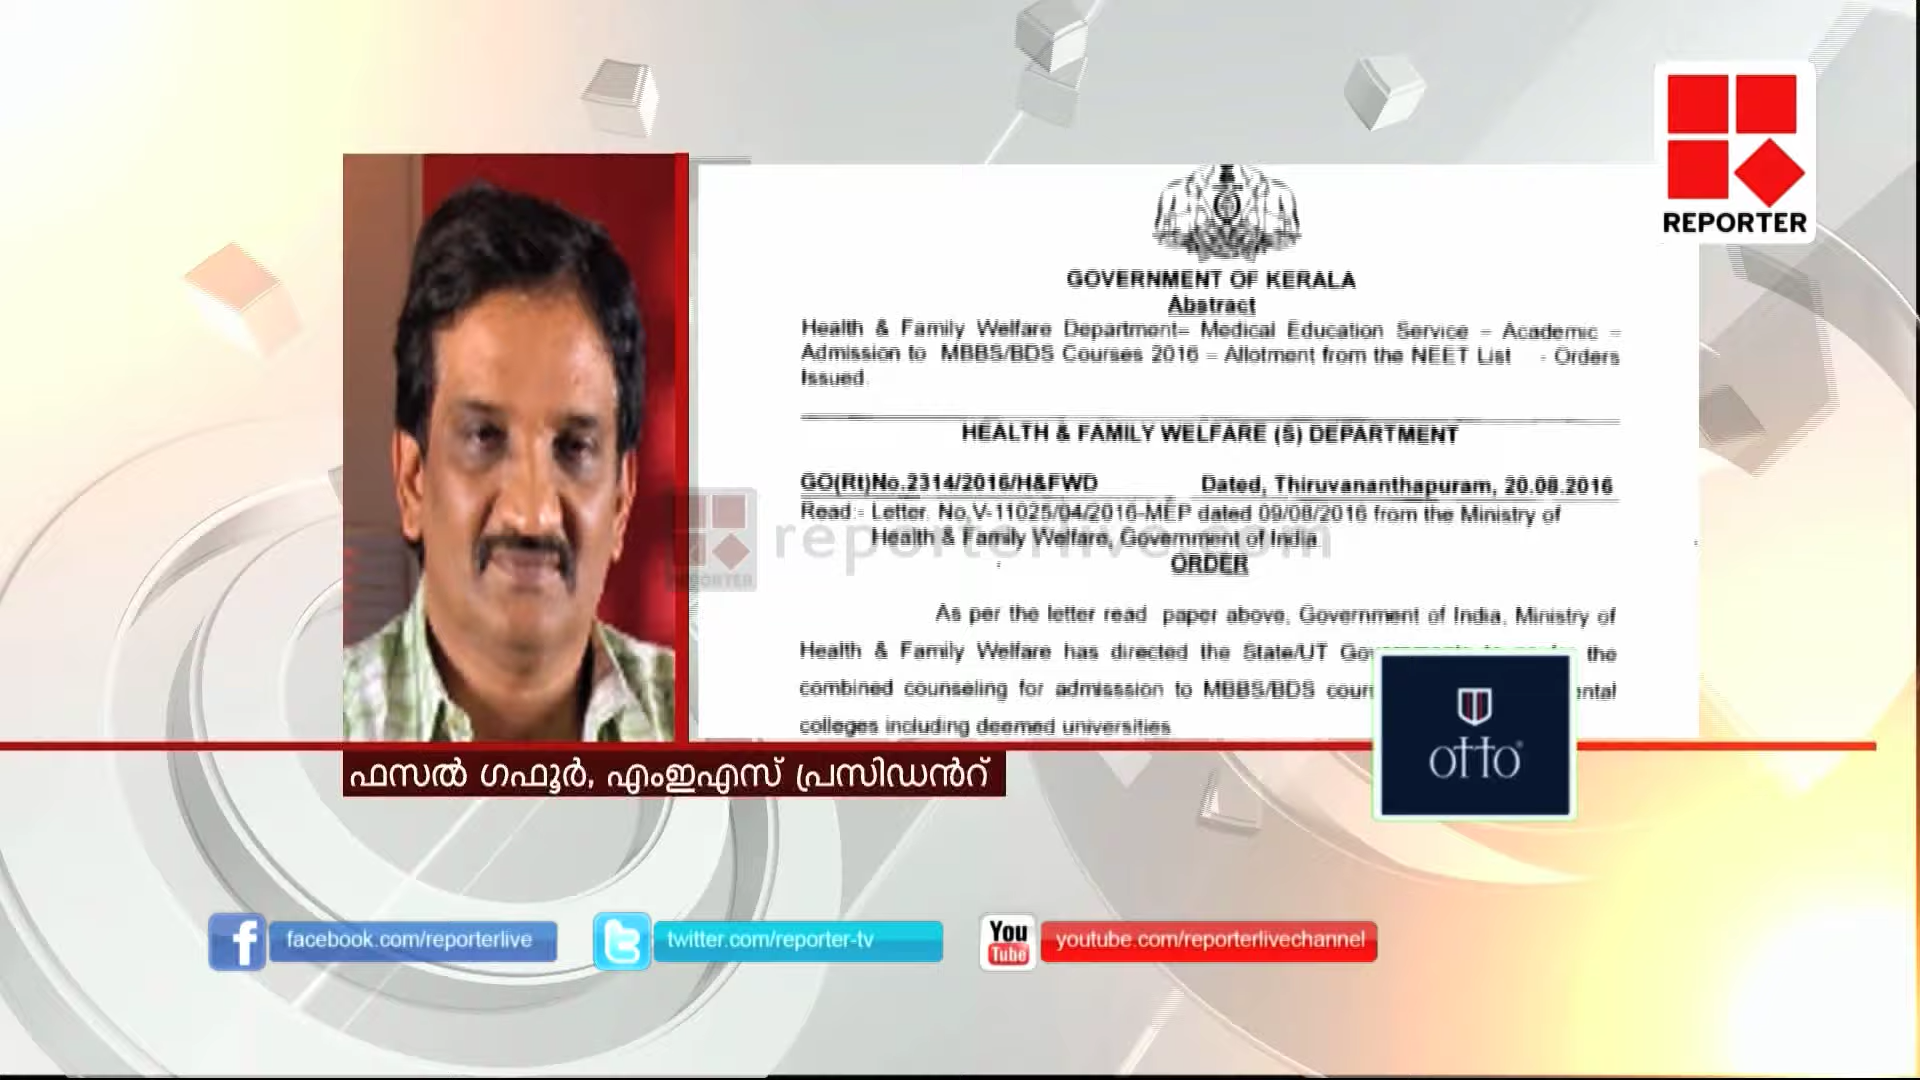 REPORTER
GOVERNMENT OF KERALA
Abstract
Health & Family Welfare Department– Medical Education Service – Academic –
Admission to MBBS/BDS Courses 2016 – Allotment from the NEET List - Orders
Issued.
HEALTH & FAMILY WELFARE (S) DEPARTMENT
GO(Rt)No.2314/2016/H&FWD Dated, Thiruvananthapuram, 20.08.2016
Read:- Letter. No.V-11025/04/2016-MEP dated 09/08/2016 from the Ministry of
Health & Family Welfare, Government of India
ORDER
REPORTER reporterlive.com
As per the letter read paper above, Government of India, Ministry of
Health & Family Welfare has directed the State/UT the
combined counseling for admisssion to MBBS/BDS
colleges including deemed universities
otto
ഫസൽ ഗഫൂർ, എംഇഎസ് പ്രസിഡൻറ്
facebook.com/reporterlive
twitter.com/reporter-tv
You
Tube
youtube.com/reporterlivechannel